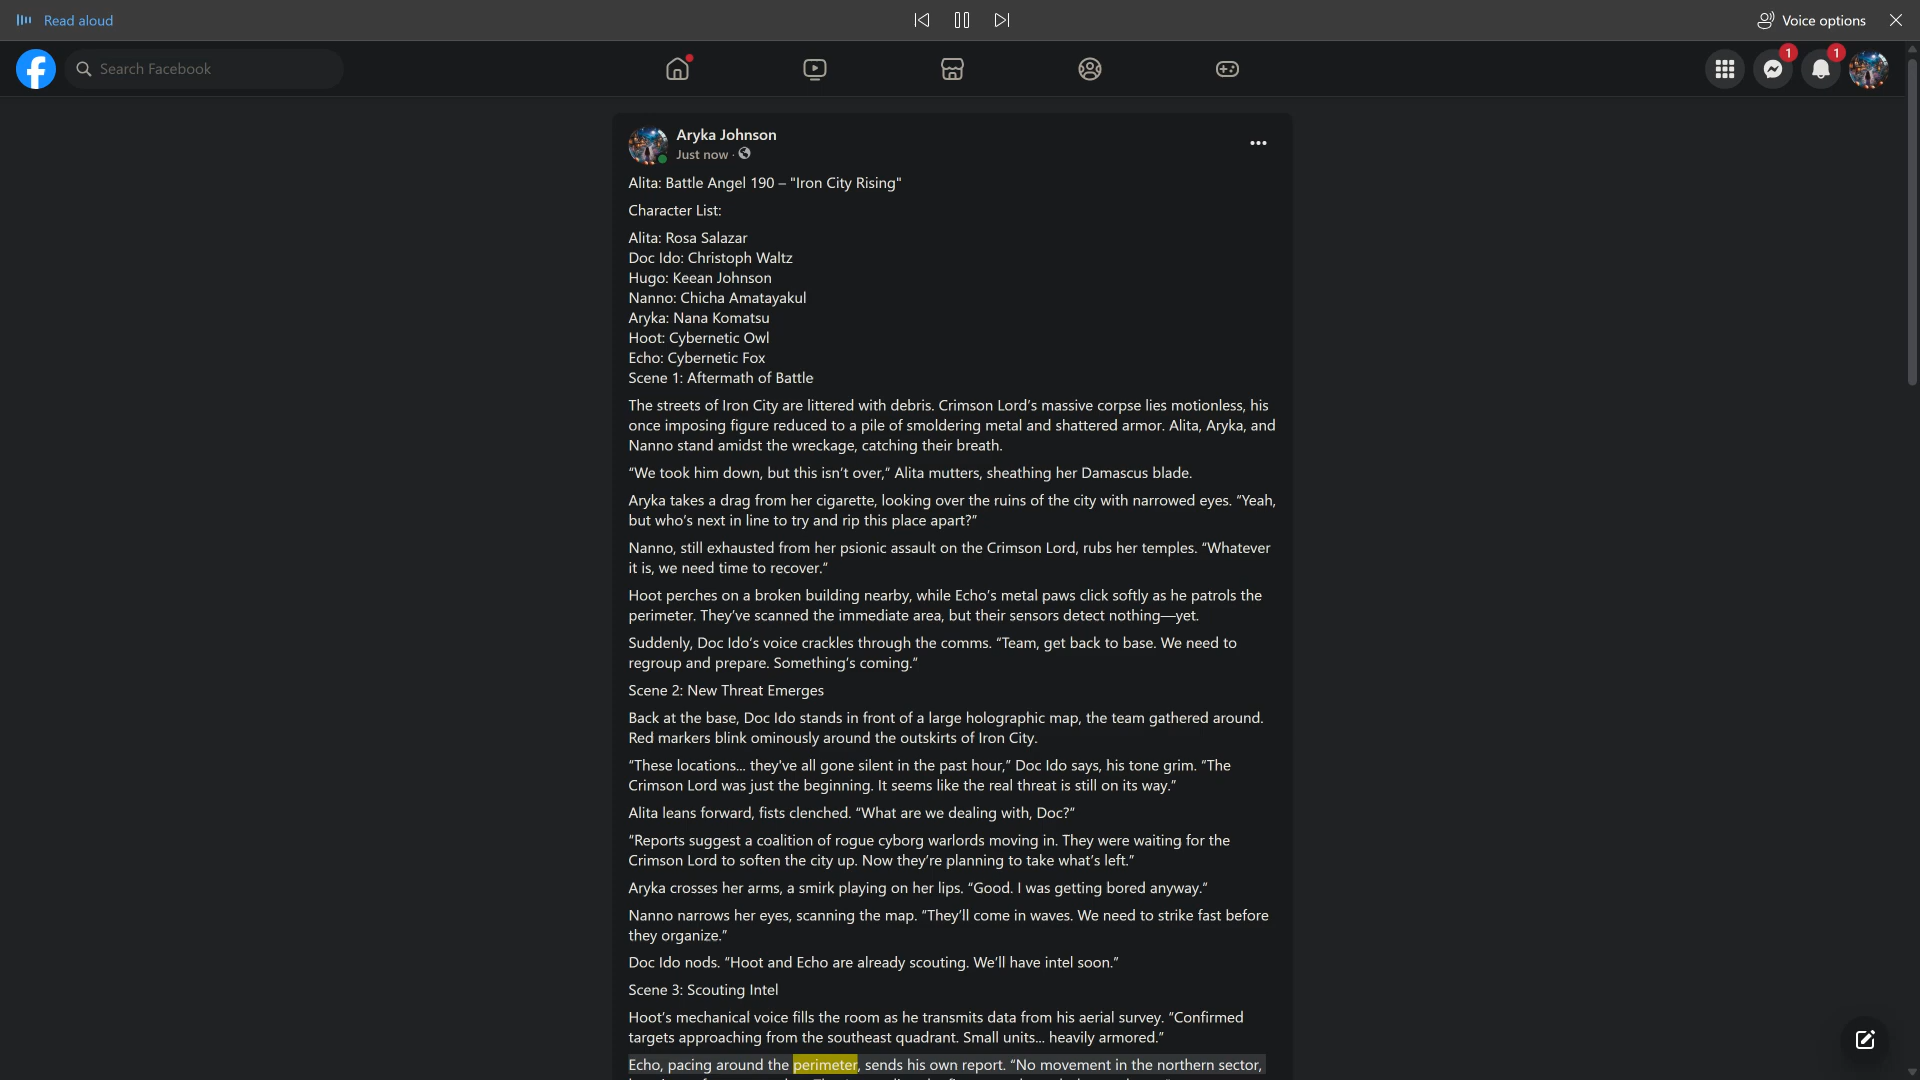 Read aloud
Voice options
Search Facebook
1
1
Aryka Johnson
Just now ·
Alita: Battle Angel 190 – "Iron City Rising"
Character List:
Alita: Rosa Salazar
Doc Ido: Christoph Waltz
Hugo: Keean Johnson
Nanno: Chicha Amatayakul
Aryka: Nana Komatsu
Hoot: Cybernetic Owl
Echo: Cybernetic Fox
Scene 1: Aftermath of Battle
The streets of Iron City are littered with debris. Crimson Lord’s massive corpse lies motionless, his
once imposing figure reduced to a pile of smoldering metal and shattered armor. Alita, Aryka, and
Nanno stand amidst the wreckage, catching their breath.
“We took him down, but this isn’t over,” Alita mutters, sheathing her Damascus blade.
Aryka takes a drag from her cigarette, looking over the ruins of the city with narrowed eyes. “Yeah,
but who’s next in line to try and rip this place apart?”
Nanno, still exhausted from her psionic assault on the Crimson Lord, rubs her temples. “Whatever
it is, we need time to recover.”
Hoot perches on a broken building nearby, while Echo’s metal paws click softly as he patrols the
perimeter. They’ve scanned the immediate area, but their sensors detect nothing—yet.
Suddenly, Doc Ido’s voice crackles through the comms. “Team, get back to base. We need to
regroup and prepare. Something’s coming.”
Scene 2: New Threat Emerges
Back at the base, Doc Ido stands in front of a large holographic map, the team gathered around.
Red markers blink ominously around the outskirts of Iron City.
“These locations... they’ve all gone silent in the past hour,” Doc Ido says, his tone grim. “The
Crimson Lord was just the beginning. It seems like the real threat is still on its way.”
Alita leans forward, fists clenched. “What are we dealing with, Doc?”
“Reports suggest a coalition of rogue cyborg warlords moving in. They were waiting for the
Crimson Lord to soften the city up. Now they’re planning to take what’s left.”
Aryka crosses her arms, a smirk playing on her lips. “Good. I was getting bored anyway.”
Nanno narrows her eyes, scanning the map. “They’ll come in waves. We need to strike fast before
they organize.”
Doc Ido nods. “Hoot and Echo are already scouting. We’ll have intel soon.”
Scene 3: Scouting Intel
Hoot’s mechanical voice fills the room as he transmits data from his aerial survey. “Confirmed
targets approaching from the southeast quadrant. Small units... heavily armored.”
Echo, pacing around the perimeter, sends his own report. “No movement in the northern sector,